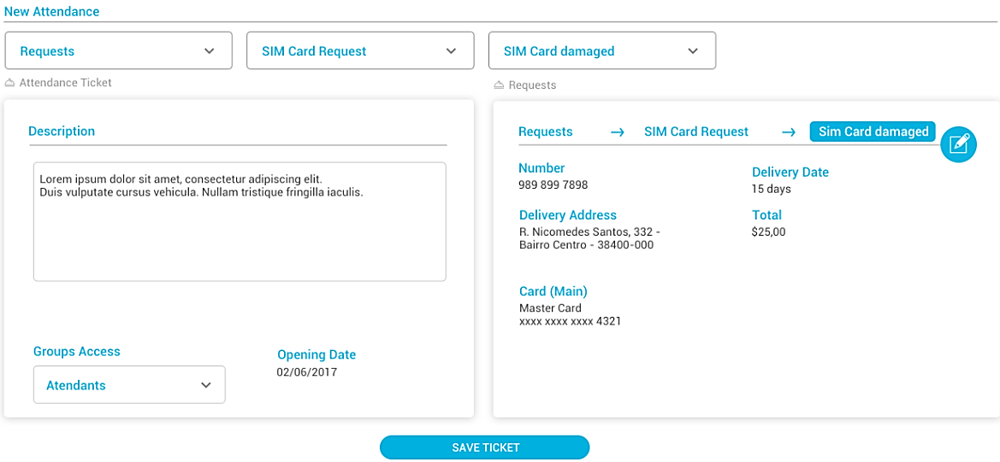 New Attendance
Requests
SIM Card Request
SIM Card damaged
Attendance Ticket
Requests
Description
Lorem ipsum dolor sit amet, consectetur adipiscing elit.
Duis vulputate cursus vehicula. Nullam tristique fringilla iaculis.
Groups Access
Atendants
Opening Date
02/06/2017
Requests → SIM Card Request → Sim Card damaged
Number
989 899 7898
Delivery Date
15 days
Delivery Address
R. Nicomedes Santos, 332 -
Bairro Centro - 38400-000
Total
$25,00
Card (Main)
Master Card
xxxx xxxx xxxx 4321
SAVE TICKET